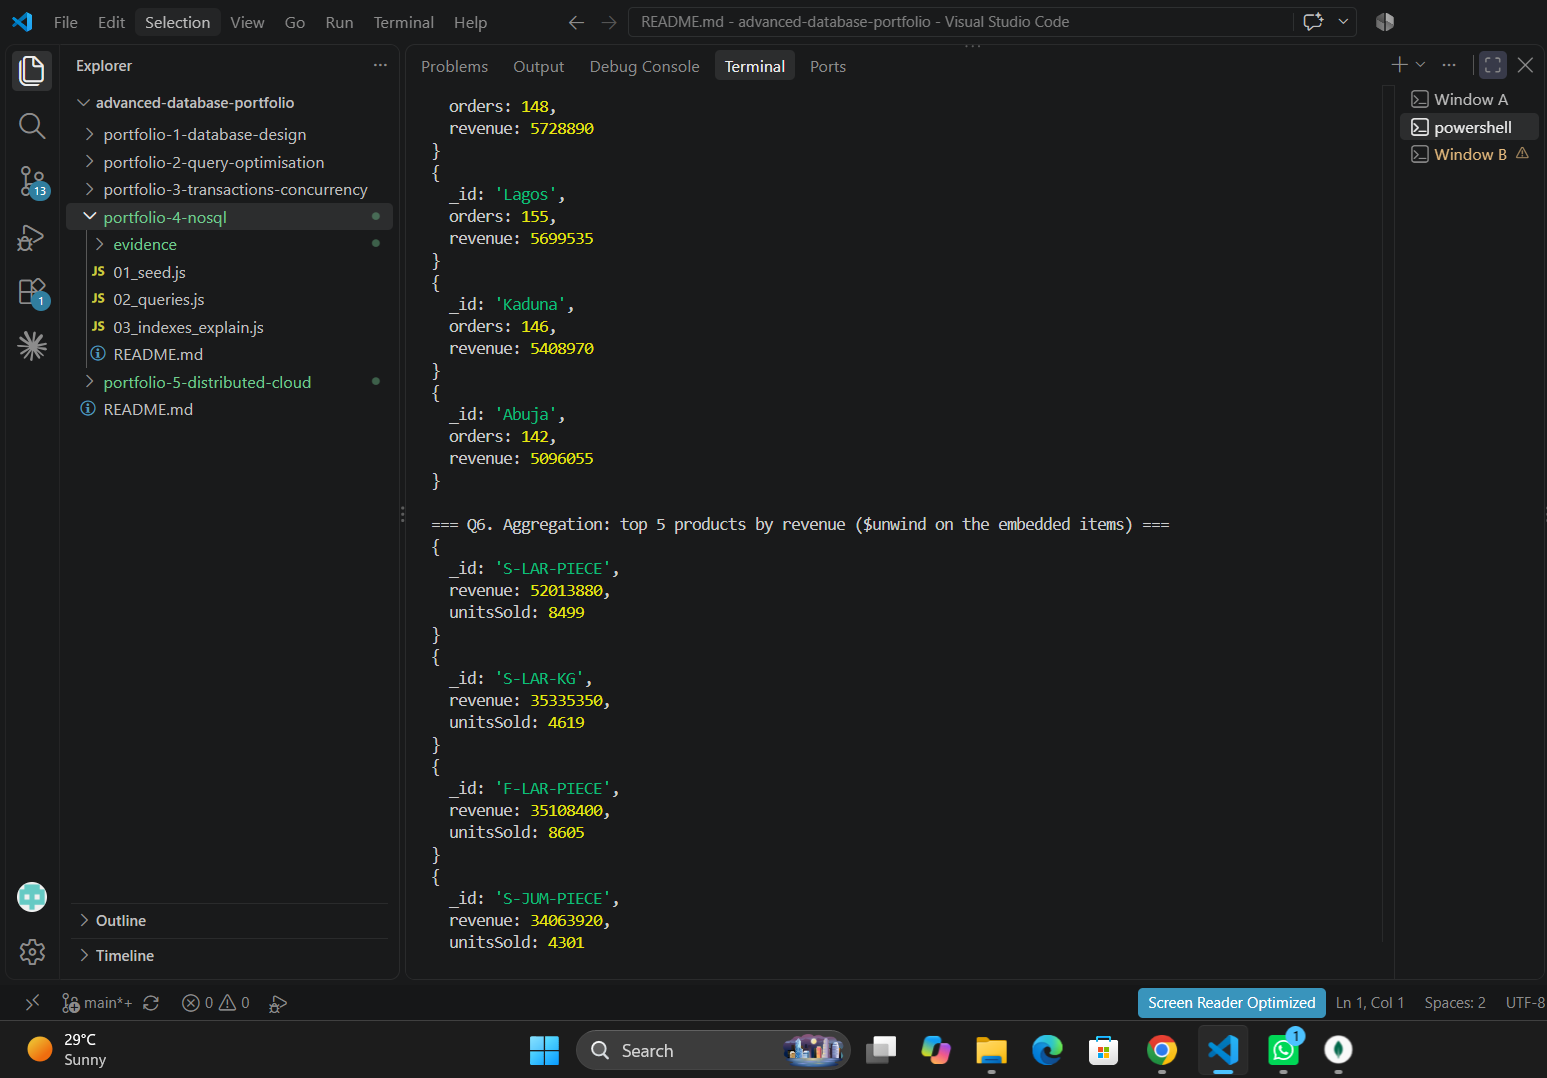 File Edit Selection View Go Run Terminal Help
README.md - advanced-database-portfolio - Visual Studio Code
Explorer
advanced-database-portfolio
portfolio-1-database-design
portfolio-2-query-optimisation
portfolio-3-transactions-concurrency
portfolio-4-nosql
evidence
JS 01_seed.js
JS 02_queries.js
JS 03_indexes_explain.js
README.md
portfolio-5-distributed-cloud
README.md
13
1
Outline
Timeline
Problems Output Debug Console Terminal Ports
Window A
powershell
Window B
orders: 148,
revenue: 5728890
}
{
_id: 'Lagos',
orders: 155,
revenue: 5699535
}
{
_id: 'Kaduna',
orders: 146,
revenue: 5408970
}
{
_id: 'Abuja',
orders: 142,
revenue: 5096055
}
=== Q6. Aggregation: top 5 products by revenue ($unwind on the embedded items) ===
{
_id: 'S-LAR-PIECE',
revenue: 52013880,
unitsSold: 8499
}
{
_id: 'S-LAR-KG',
revenue: 35335350,
unitsSold: 4619
}
{
_id: 'F-LAR-PIECE',
revenue: 35108400,
unitsSold: 8605
}
{
_id: 'S-JUM-PIECE',
revenue: 34063920,
unitsSold: 4301
main*+ 0 0
Screen Reader Optimized Ln 1, Col 1 Spaces: 2 UTF-8
29°C
Sunny
Search
1